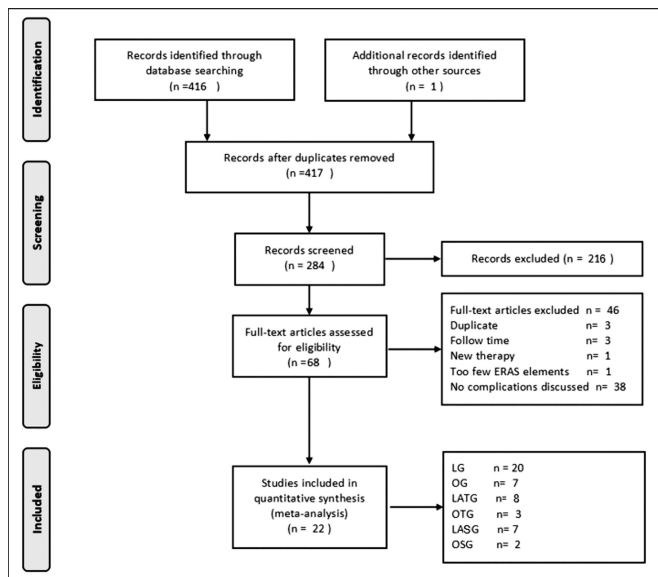 Identification
Records identified through
database searching
(n =416 )
Additional records identified
through other sources
(n = 1 )
Records after duplicates removed
(n =417 )
Screening
Records screened
(n = 284 )
Records excluded (n = 216 )
Eligibility
Full-text articles assessed
for eligibility
(n =68 )
Full-text articles excluded n = 46
Duplicate n= 3
Follow time n= 3
New therapy n= 1
Too few ERAS elements n= 1
No complications discussed n= 38
Included
Studies included in
quantitative synthesis
(meta-analysis)
(n = 22 )
LG n = 20
OG n= 7
LATG n= 8
OTG n= 3
LASG n= 7
OSG n= 2